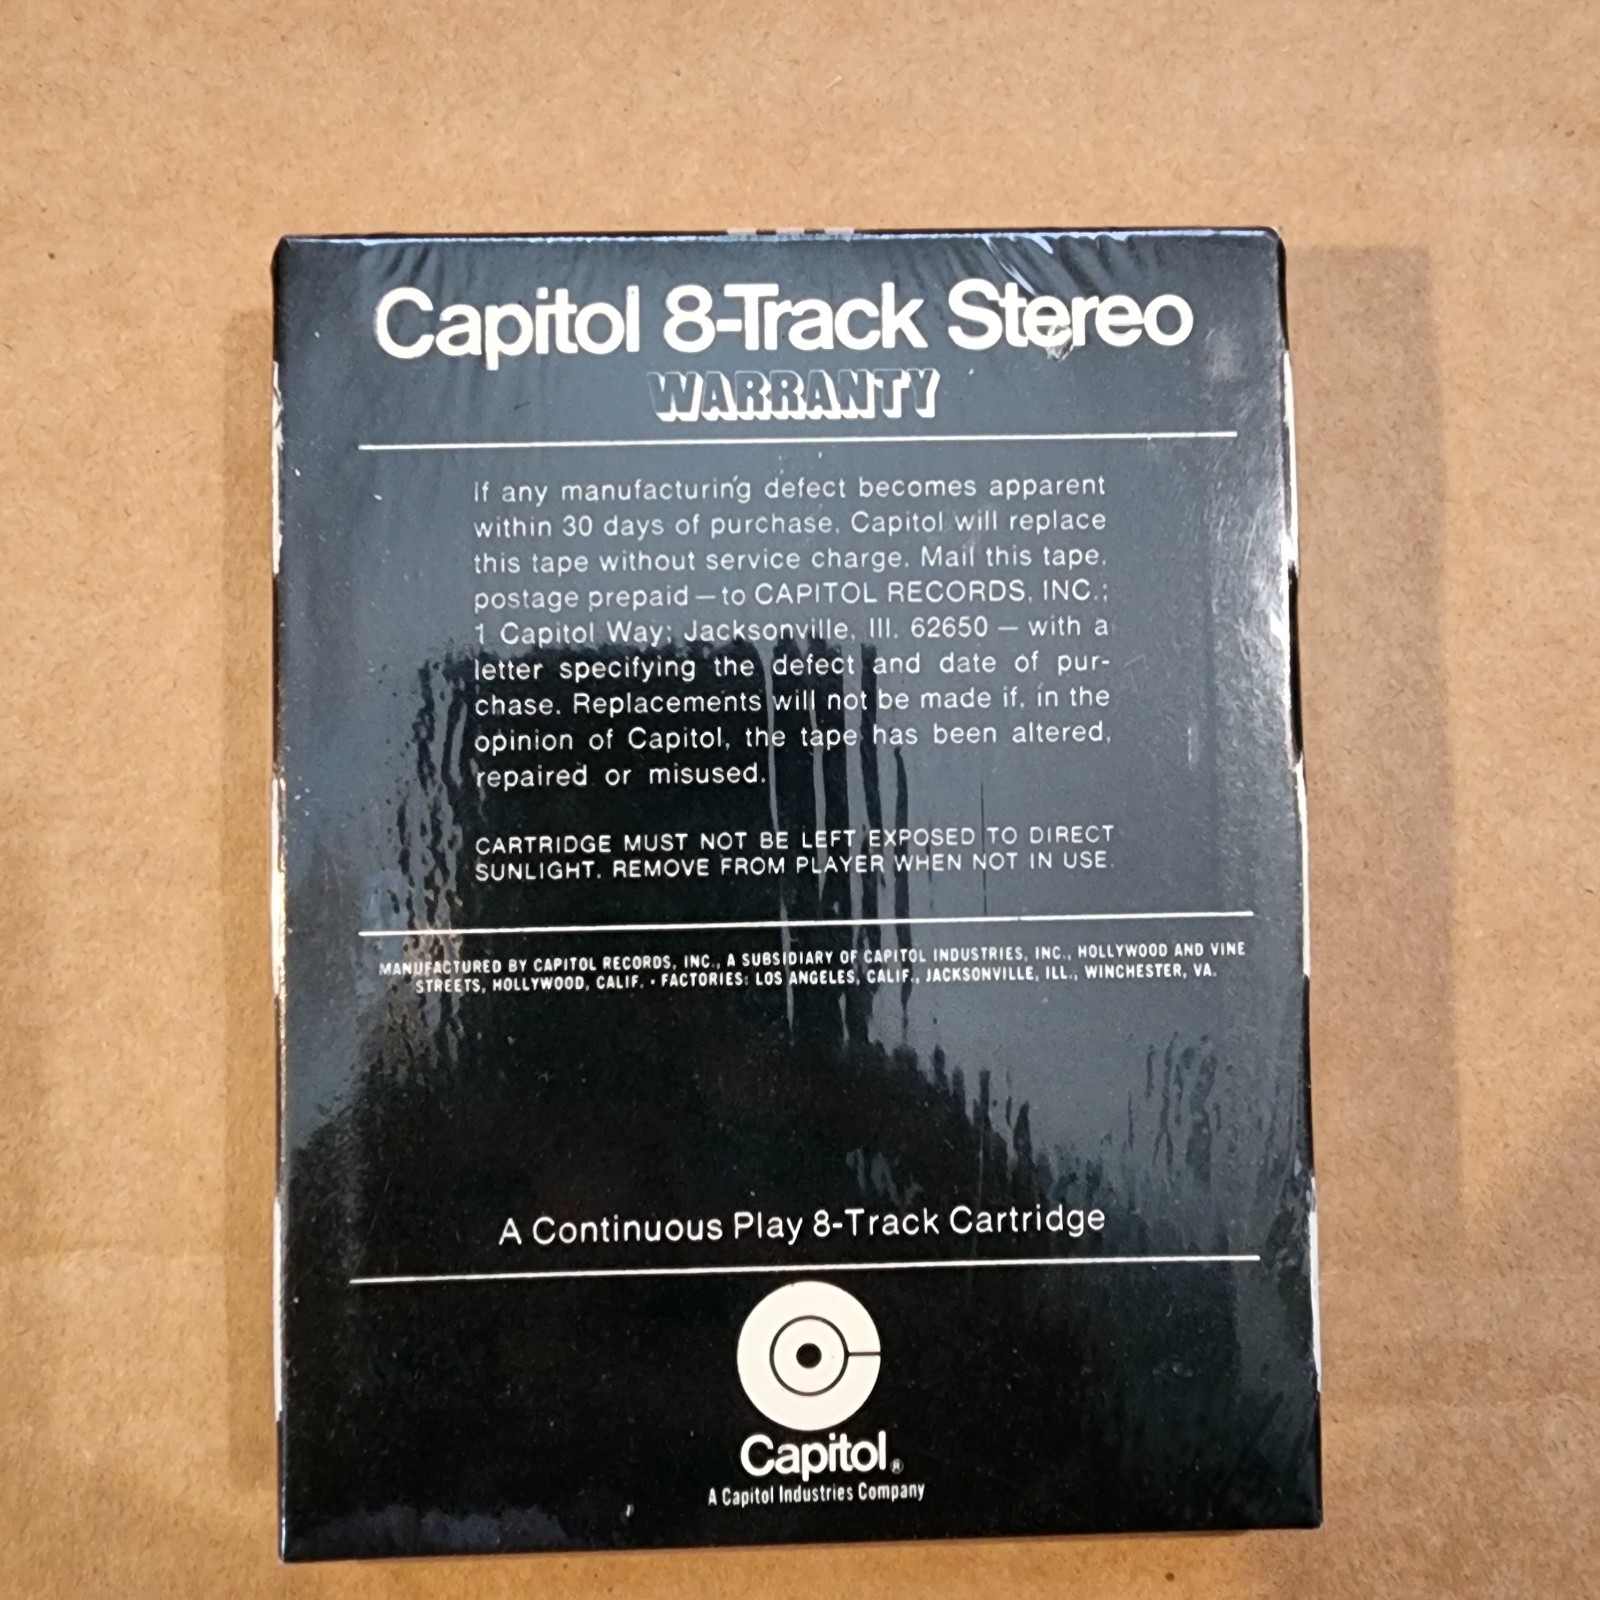 Capitol 8-Track Stereo
WARRANTY
If any manufacturing defect becomes apparent
within 30 days of purchase, Capitol will replace
this tape without service charge. Mail this tape,
postage prepaid — to CAPITOL RECORDS, INC.;
1 Capitol Way; Jacksonville, Ill. 62650 — with a
letter specifying the defect and date of pur-
chase. Replacements will not be made if, in the
opinion of Capitol, the tape has been altered,
repaired or misused.
CARTRIDGE MUST NOT BE LEFT EXPOSED TO DIRECT
SUNLIGHT. REMOVE FROM PLAYER WHEN NOT IN USE.
MANUFACTURED BY CAPITOL RECORDS, INC., A SUBSIDIARY OF CAPITOL INDUSTRIES, INC., HOLLYWOOD AND VINE
STREETS, HOLLYWOOD, CALIF. • FACTORIES: LOS ANGELES, CALIF., JACKSONVILLE, ILL., WINCHESTER, VA.
A Continuous Play 8-Track Cartridge
Capitol®
A Capitol Industries Company